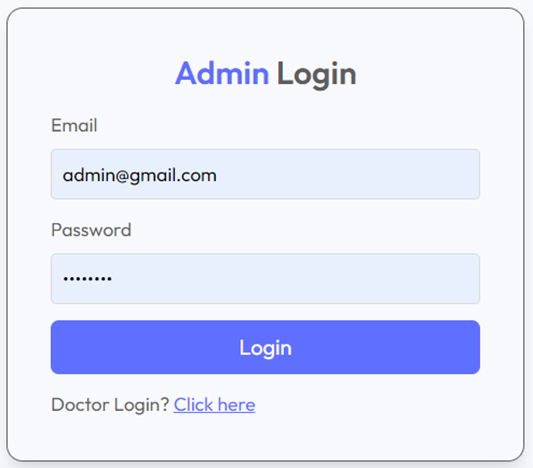 Admin Login
Email
admin@gmail.com
Password
••••••••
Login
Doctor Login? Click here